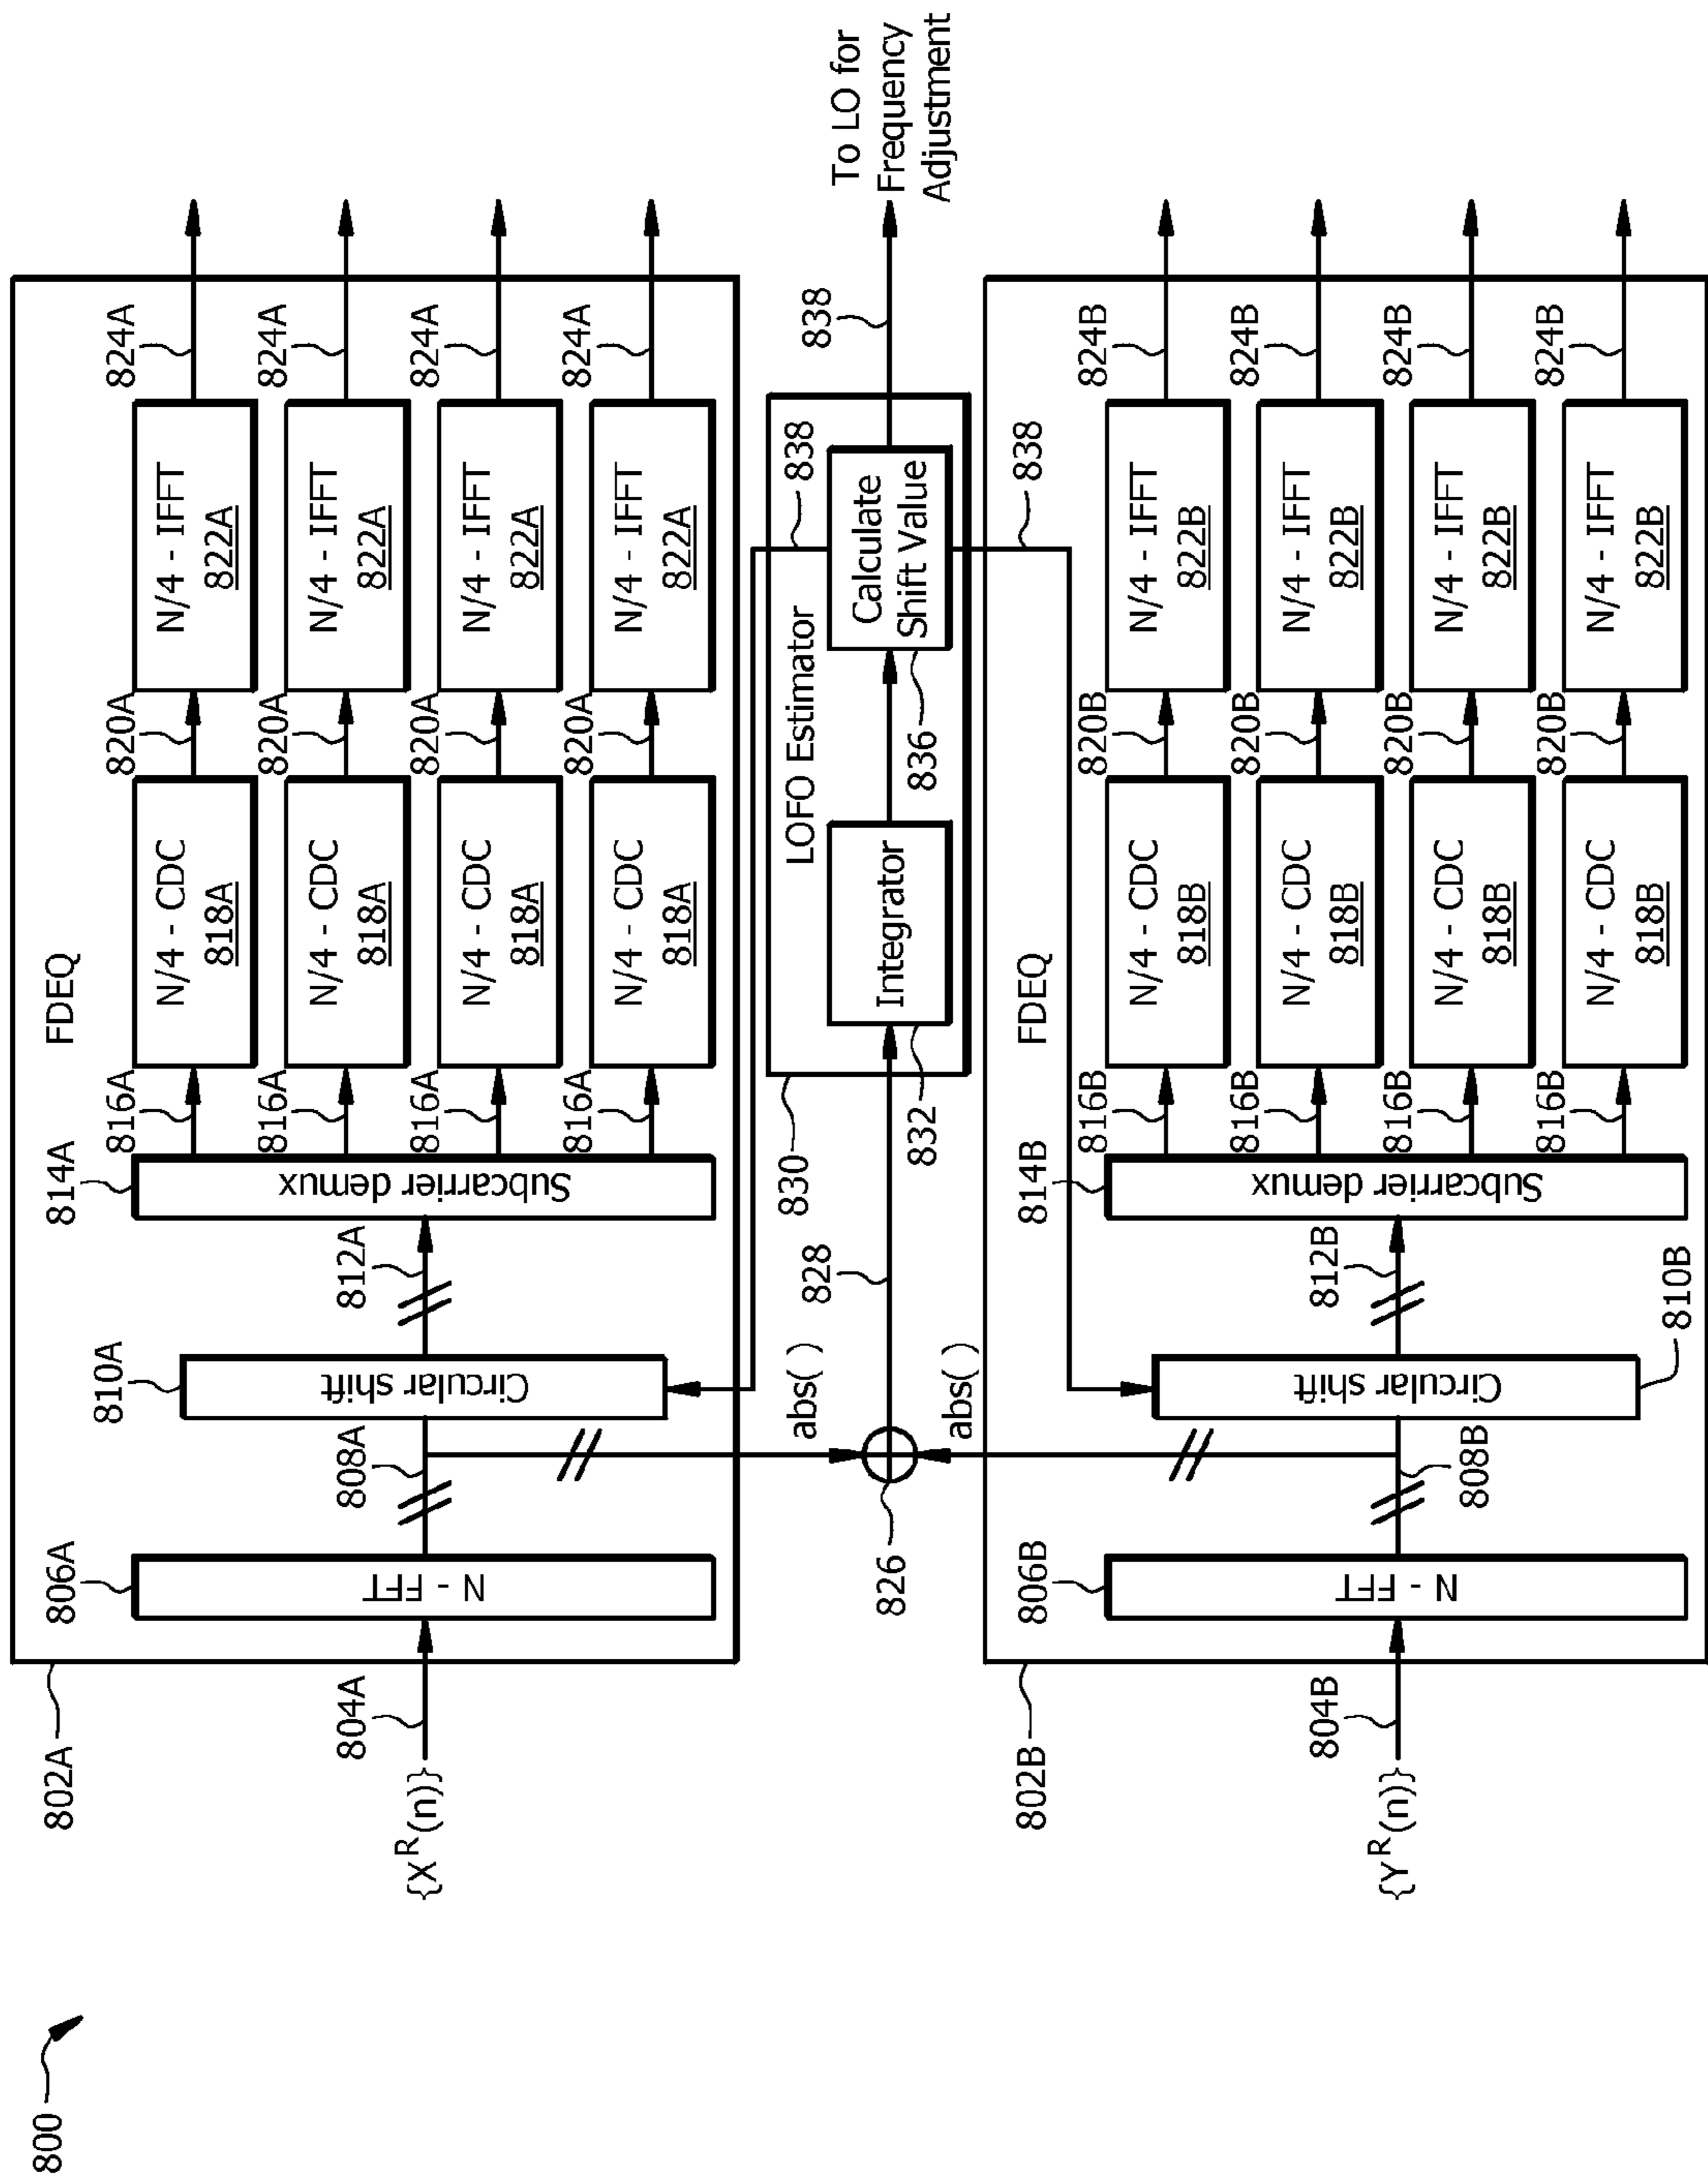 800
802A
{X^R(n)}
804A
806A
N - FFT
808A
810A
Circular shift
812A
814A
Subcarrier demux
FDEQ
816A
816A
816A
816A
N/4 - CDC
818A
N/4 - CDC
818A
N/4 - CDC
818A
N/4 - CDC
818A
820A
820A
820A
820A
N/4 - IFFT
822A
N/4 - IFFT
822A
N/4 - IFFT
822A
N/4 - IFFT
822A
824A
824A
824A
824A
abs( )
826
abs( )
828
830
LOFO Estimator
832
Integrator
836
Calculate
Shift Value
838
838
838
To LO for
Frequency
Adjustment
802B
{Y^R(n)}
804B
806B
N - FFT
808B
810B
Circular shift
812B
814B
Subcarrier demux
FDEQ
816B
816B
816B
816B
N/4 - CDC
818B
N/4 - CDC
818B
N/4 - CDC
818B
N/4 - CDC
818B
820B
820B
820B
820B
N/4 - IFFT
822B
N/4 - IFFT
822B
N/4 - IFFT
822B
N/4 - IFFT
822B
824B
824B
824B
824B